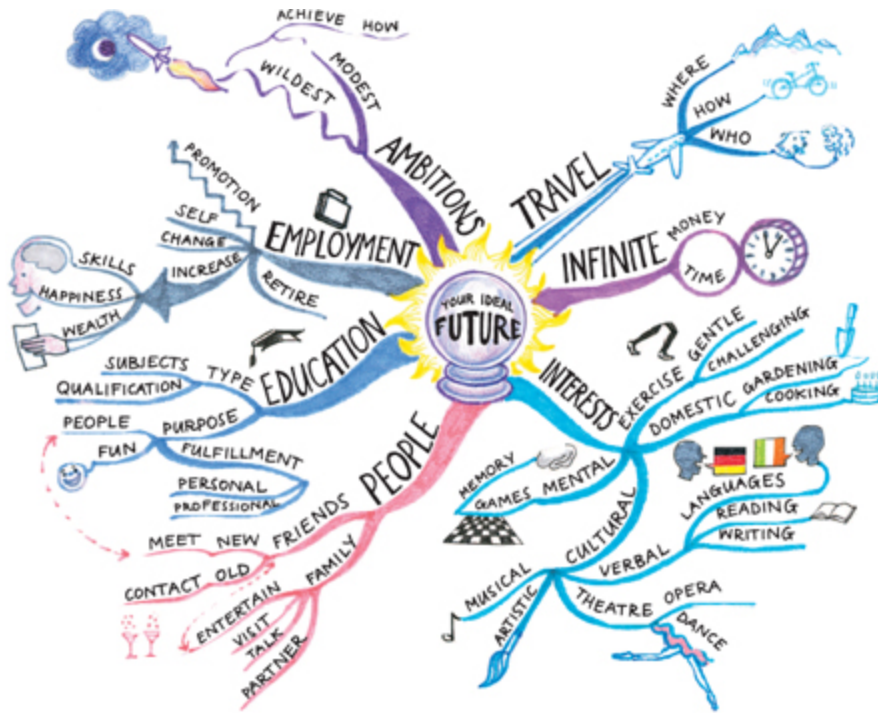 YOUR IDEAL
FUTURE
TRAVEL
WHERE
HOW
WHO
INFINITE
MONEY
TIME
INTERESTS
EXERCISE
GENTLE
CHALLENGING
DOMESTIC
GARDENING
COOKING
MENTAL
MEMORY
GAMES
CULTURAL
VERBAL
LANGUAGES
READING
WRITING
THEATRE
OPERA
DANCE
MUSICAL
ARTISTIC
PEOPLE
FRIENDS
MEET NEW
CONTACT OLD
FAMILY
ENTERTAIN
VISIT
TALK
PARTNER
EDUCATION
TYPE
SUBJECTS
QUALIFICATION
PURPOSE
PEOPLE
FUN
FULFILLMENT
PERSONAL
PROFESSIONAL
EMPLOYMENT
PROMOTION
SELF
CHANGE
INCREASE
SKILLS
HAPPINESS
WEALTH
RETIRE
AMBITIONS
MODEST
WILDEST
ACHIEVE HOW